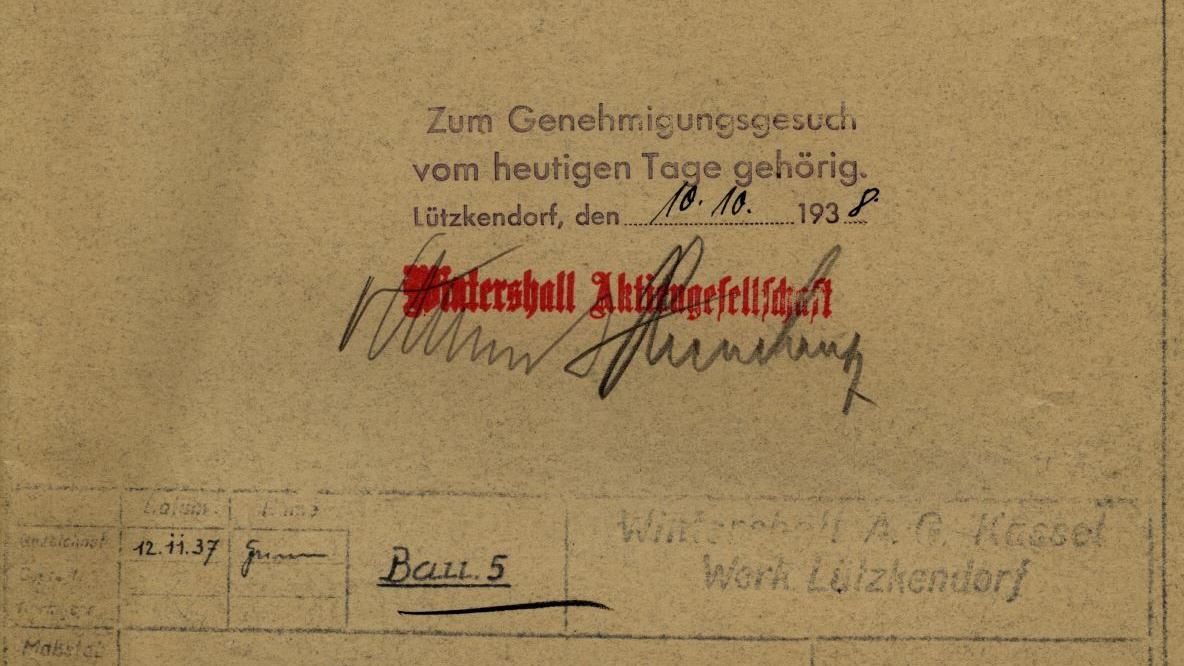 Zum Genehmigungsgesuch
vom heutigen Tage gehörig.
Lützkendorf, den 10. 10. 1938.
Wintershall Aktiengesellschaft
Datum Name
Gezeichnet 12.11.37
Bau. 5
Wintershall A. G. Kassel
Werk Lützkendorf
Maßstab